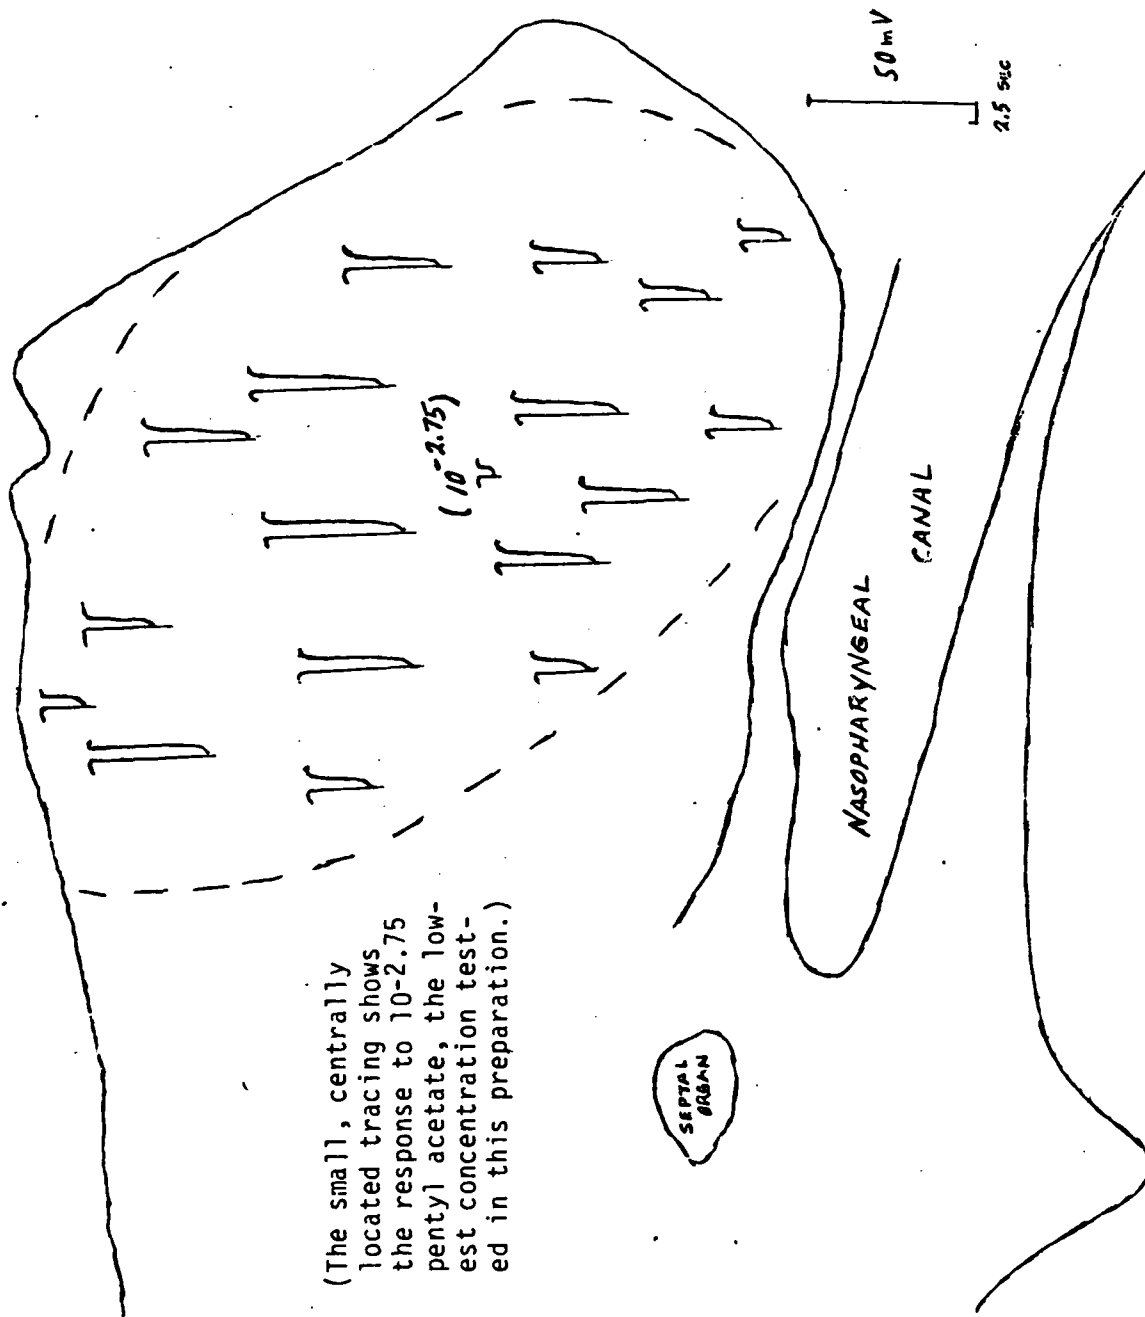 (The small, centrally
located tracing shows
the response to 10-2.75
pentyl acetate, the low-
est concentration test-
ed in this preparation.)
(10-2.75)
SEPTAL
ORGAN
NASOPHARYNGEAL
CANAL
50 mV
2.5 sec